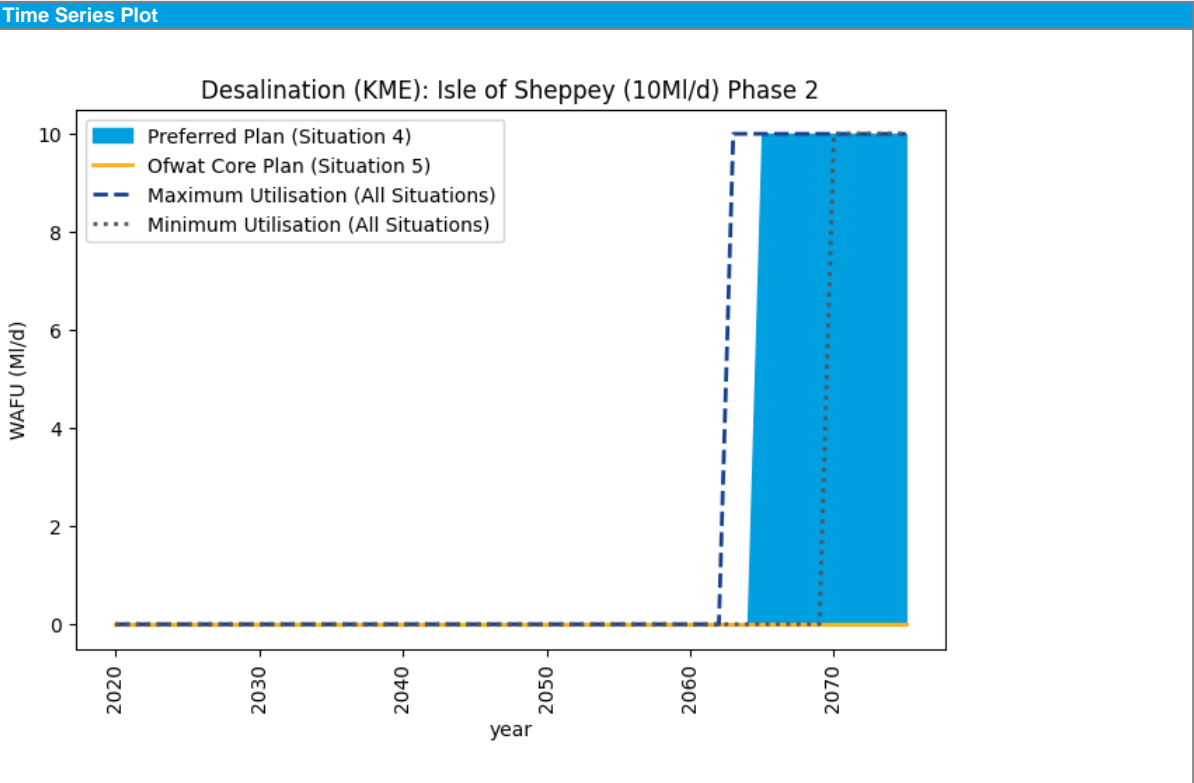 Time Series Plot
Desalination (KME): Isle of Sheppey (10Ml/d) Phase 2
Preferred Plan (Situation 4)
Ofwat Core Plan (Situation 5)
Maximum Utilisation (All Situations)
Minimum Utilisation (All Situations)
10
8
6
4
2
0
WAFU (Ml/d)
2020
2030
2040
2050
2060
2070
year